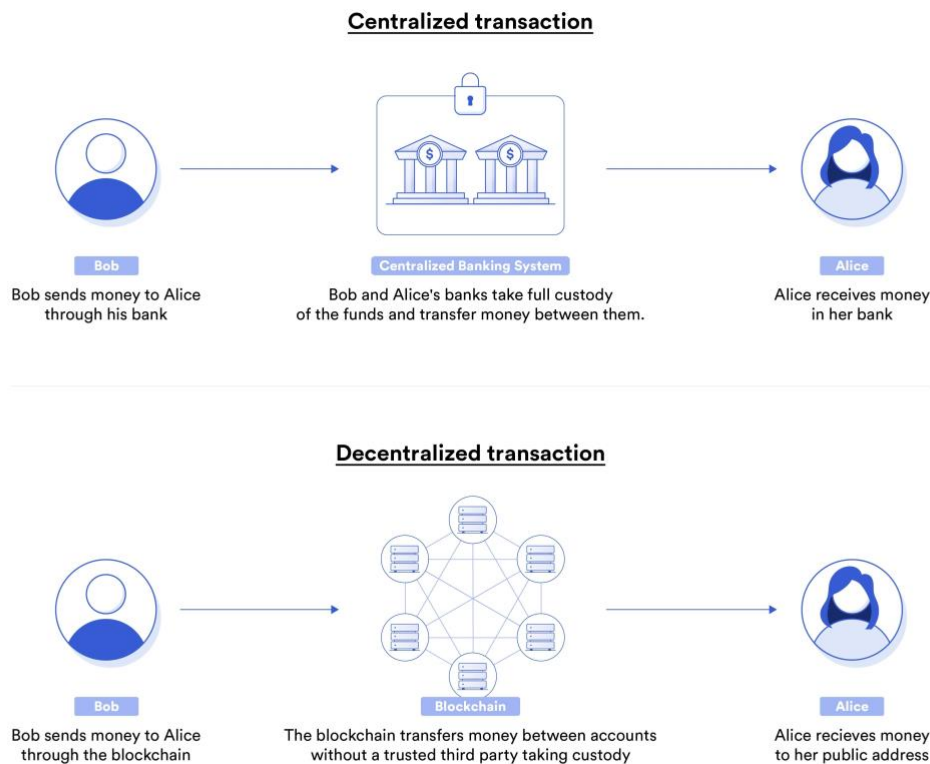 Centralized transaction
$ $
Bob
Bob sends money to Alice
through his bank
Centralized Banking System
Bob and Alice's banks take full custody
of the funds and transfer money between them.
Alice
Alice receives money
in her bank
Decentralized transaction
Bob
Bob sends money to Alice
through the blockchain
Blockchain
The blockchain transfers money between accounts
without a trusted third party taking custody
Alice
Alice recieves money
to her public address